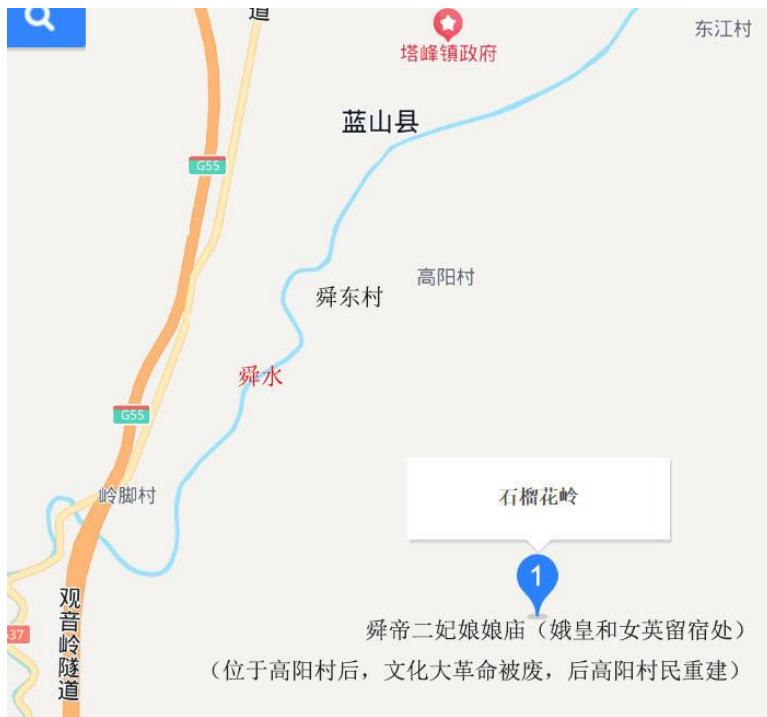 道
塔峰镇政府
东江村
蓝山县
G55
高阳村
舜东村
舜水
G55
岭脚村
石榴花岭
1
观音岭隧道
37
舜帝二妃娘娘庙（娥皇和女英留宿处）
（位于高阳村后，文化大革命被废，后高阳村民重建）